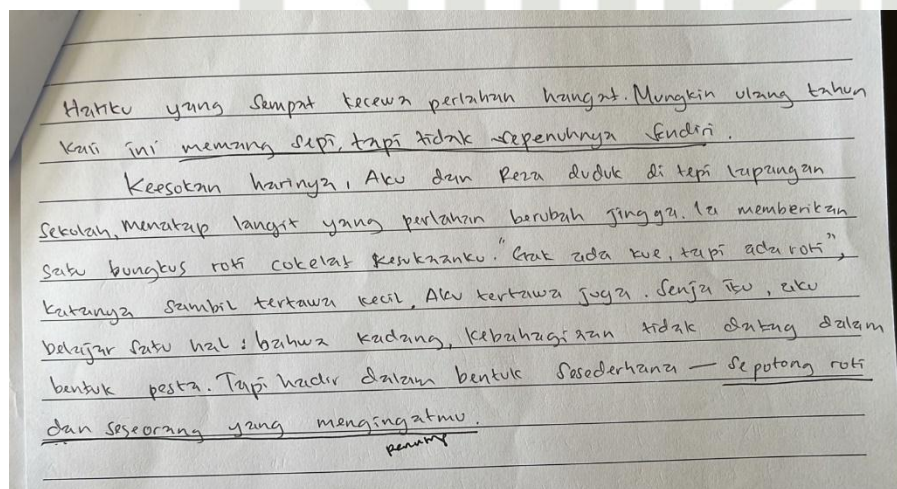 Hatiku yang sempat kecewa perlahan hangat. Mungkin ulang tahun
kali ini memang sepi, tapi tidak sepenuhnya sendiri.
Keesokan harinya, Aku dan Reza duduk di tepi lapangan
sekolah, menatap langit yang perlahan berubah jingga. Ia memberikan
satu bungkus roti cokelat kesukaanku. "Gak ada kue, tapi ada roti",
katanya sambil tertawa kecil, Aku tertawa juga. Senja itu, aku
belajar satu hal : bahwa kadang, kebahagiaan tidak datang dalam
bentuk pesta. Tapi hadir dalam bentuk sesederhana — sepotong roti
dan seseorang yang mengingatmu.